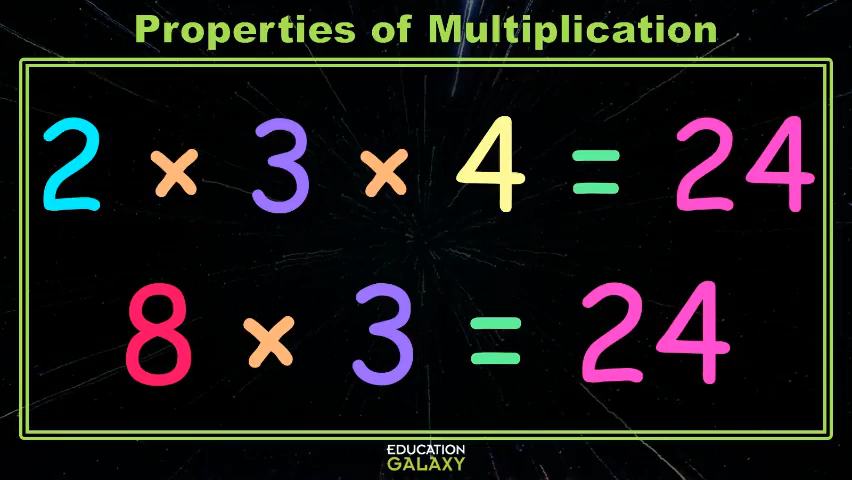 Properties of Multiplication
2 × 3 × 4 = 24
8 × 3 = 24
EDUCATION
GALAXY